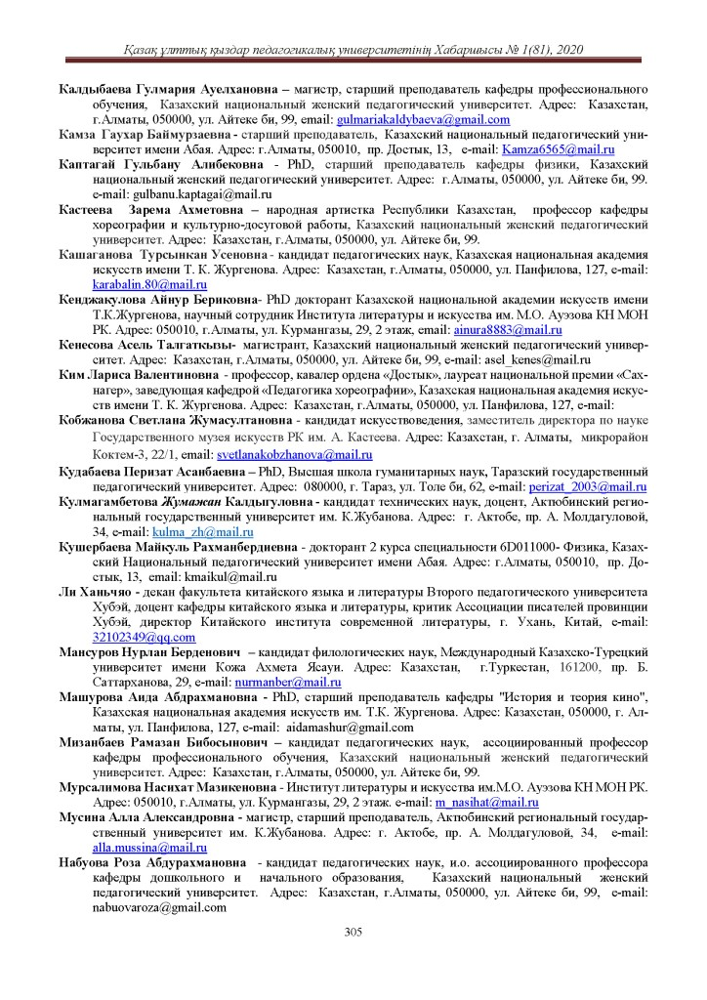 Қазақ ұлттық қыздар педагогикалық университетінің Хабаршысы № 1(81), 2020
Калдыбаева Гулмария Ауелхановна – магистр, старший преподаватель кафедры профессионального
обучения, Казахский национальный женский педагогический университет. Адрес: Казахстан,
г.Алматы, 050000, ул. Айтеке би, 99, email: gulmariakaldybaeva@gmail.com
Камза Гаухар Баймурзаевна - старший преподаватель, Казахский национальный педагогический уни-
верситет имени Абая. Адрес: г.Алматы, 050010, пр. Достык, 13, e-mail: Kamza6565@mail.ru
Каптагай Гульбану Алибековна - PhD, старший преподаватель кафедры физики, Казахский
национальный женский педагогический университет. Адрес: г.Алматы, 050000, ул. Айтеке би, 99.
e-mail: gulbanu.kaptagai@mail.ru
Кастеева Зарема Ахметовна – народная артистка Республики Казахстан, профессор кафедры
хореографии и культурно-досуговой работы, Казахский национальный женский педагогический
университет. Адрес: Казахстан, г.Алматы, 050000, ул. Айтеке би, 99.
Кашаганова Турсынкан Усеновна - кандидат педагогических наук, Казахская национальная академия
искусств имени Т. К. Жургенова. Адрес: Казахстан, г.Алматы, 050000, ул. Панфилова, 127, e-mail:
karabalin.80@mail.ru
Кенджакулова Айнур Бериковна- PhD докторант Казахской национальной академии искусств имени
Т.К.Жургенова, научный сотрудник Института литературы и искусства им. М.О. Ауэзова КН МОН
РК. Адрес: 050010, г.Алматы, ул. Курмангазы, 29, 2 этаж, email: ainura8883@mail.ru
Кенесова Асель Талгаткызы- магистрант, Казахский национальный женский педагогический универ-
ситет. Адрес: Казахстан, г.Алматы, 050000, ул. Айтеке би, 99, e-mail: asel_kenes@mail.ru
Ким Лариса Валентиновна - профессор, кавалер ордена «Достык», лауреат национальной премии «Сах-
нагер», заведующая кафедрой «Педагогика хореографии», Казахская национальная академия искус-
ств имени Т. К. Жургенова. Адрес: Казахстан, г.Алматы, 050000, ул. Панфилова, 127, e-mail:
Кобжанова Светлана Жумасултановна - кандидат искусствоведения, заместитель директора по науке
Государственного музея искусств РК им. А. Кастеева. Адрес: Казахстан, г. Алматы, микрорайон
Коктем-3, 22/1, email: svetlanakobzhanova@mail.ru
Кудабаева Перизат Асанбаевна – PhD, Высшая школа гуманитарных наук, Таразский государственный
педагогический университет. Адрес: 080000, г. Тараз, ул. Толе би, 62, e-mail: perizat_2003@mail.ru
Кулмагамбетова Жумажан Калдыгуловна - кандидат технических наук, доцент, Актюбинский регио-
нальный государственный университет им. К.Жубанова. Адрес: г. Актобе, пр. А. Молдагуловой,
34, e-mail: kulma_zh@mail.ru
Кушербаева Майкуль Рахманбердиевна - докторант 2 курса специальности 6D011000- Физика, Казах-
ский Национальный педагогический университет имени Абая. Адрес: г.Алматы, 050010, пр. До-
стык, 13, email: kmaikul@mail.ru
Ли Ханьчяо - декан факультета китайского языка и литературы Второго педагогического университета
Хубэй, доцент кафедры китайского языка и литературы, критик Ассоциации писателей провинции
Хубэй, директор Китайского института современной литературы, г. Ухань, Китай, e-mail:
32102349@qq.com
Мансуров Нурлан Берденович – кандидат филологических наук, Международный Казахско-Турецкий
университет имени Кожа Ахмета Ясауи. Адрес: Казахстан, г.Туркестан, 161200, пр. Б.
Саттарханова, 29, e-mail: nurmanber@mail.ru
Машурова Аида Абдрахмановна - PhD, старший преподаватель кафедры "История и теория кино",
Казахская национальная академия искусств им. Т.К. Жургенова. Адрес: Казахстан, 050000, г. Ал-
маты, ул. Панфилова, 127, e-mail: aidamashur@gmail.com
Мизанбаев Рамазан Бибосынович – кандидат педагогических наук, ассоциированный профессор
кафедры профессионального обучения, Казахский национальный женский педагогический
университет. Адрес: Казахстан, г.Алматы, 050000, ул. Айтеке би, 99.
Мурсалимова Насихат Мазикеновна - Институт литературы и искусства им.М.О. Ауэзова КН МОН РК.
Адрес: 050010, г.Алматы, ул. Курмангазы, 29, 2 этаж. e-mail: m_nasihat@mail.ru
Мусина Алла Александровна - магистр, старший преподаватель, Актюбинский региональный государ-
ственный университет им. К.Жубанова. Адрес: г. Актобе, пр. А. Молдагуловой, 34, e-mail:
alla.mussina@mail.ru
Набуова Роза Абдурахмановна - кандидат педагогических наук, и.о. ассоциированного профессора
кафедры дошкольного и начального образования, Казахский национальный женский
педагогический университет. Адрес: Казахстан, г.Алматы, 050000, ул. Айтеке би, 99, e-mail:
nabuovaroza@gmail.com
305